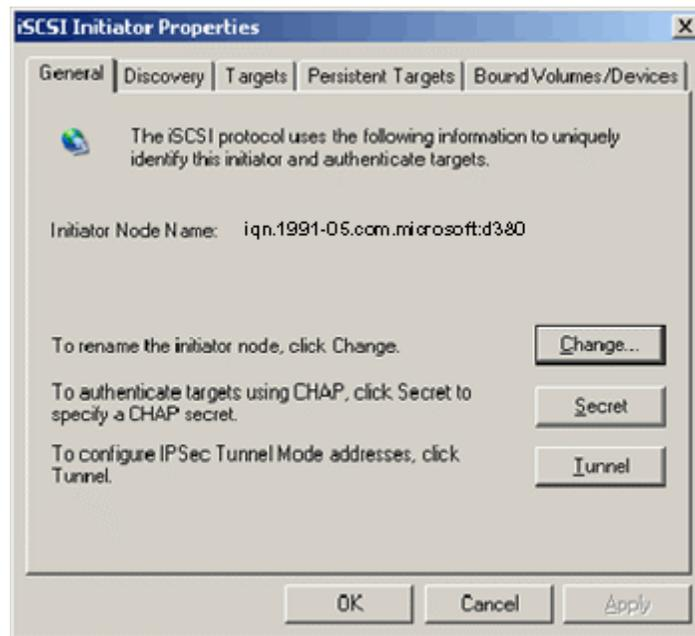 iSCSI Initiator Properties
General Discovery Targets Persistent Targets Bound Volumes/Devices
The iSCSI protocol uses the following information to uniquely
identify this initiator and authenticate targets.
Initiator Node Name: iqn.1991-05.com.microsoft:d380
To rename the initiator node, click Change.
Change...
To authenticate targets using CHAP, click Secret to
specify a CHAP secret.
Secret
To configure IPSec Tunnel Mode addresses, click
Tunnel.
Tunnel
OK Cancel Apply